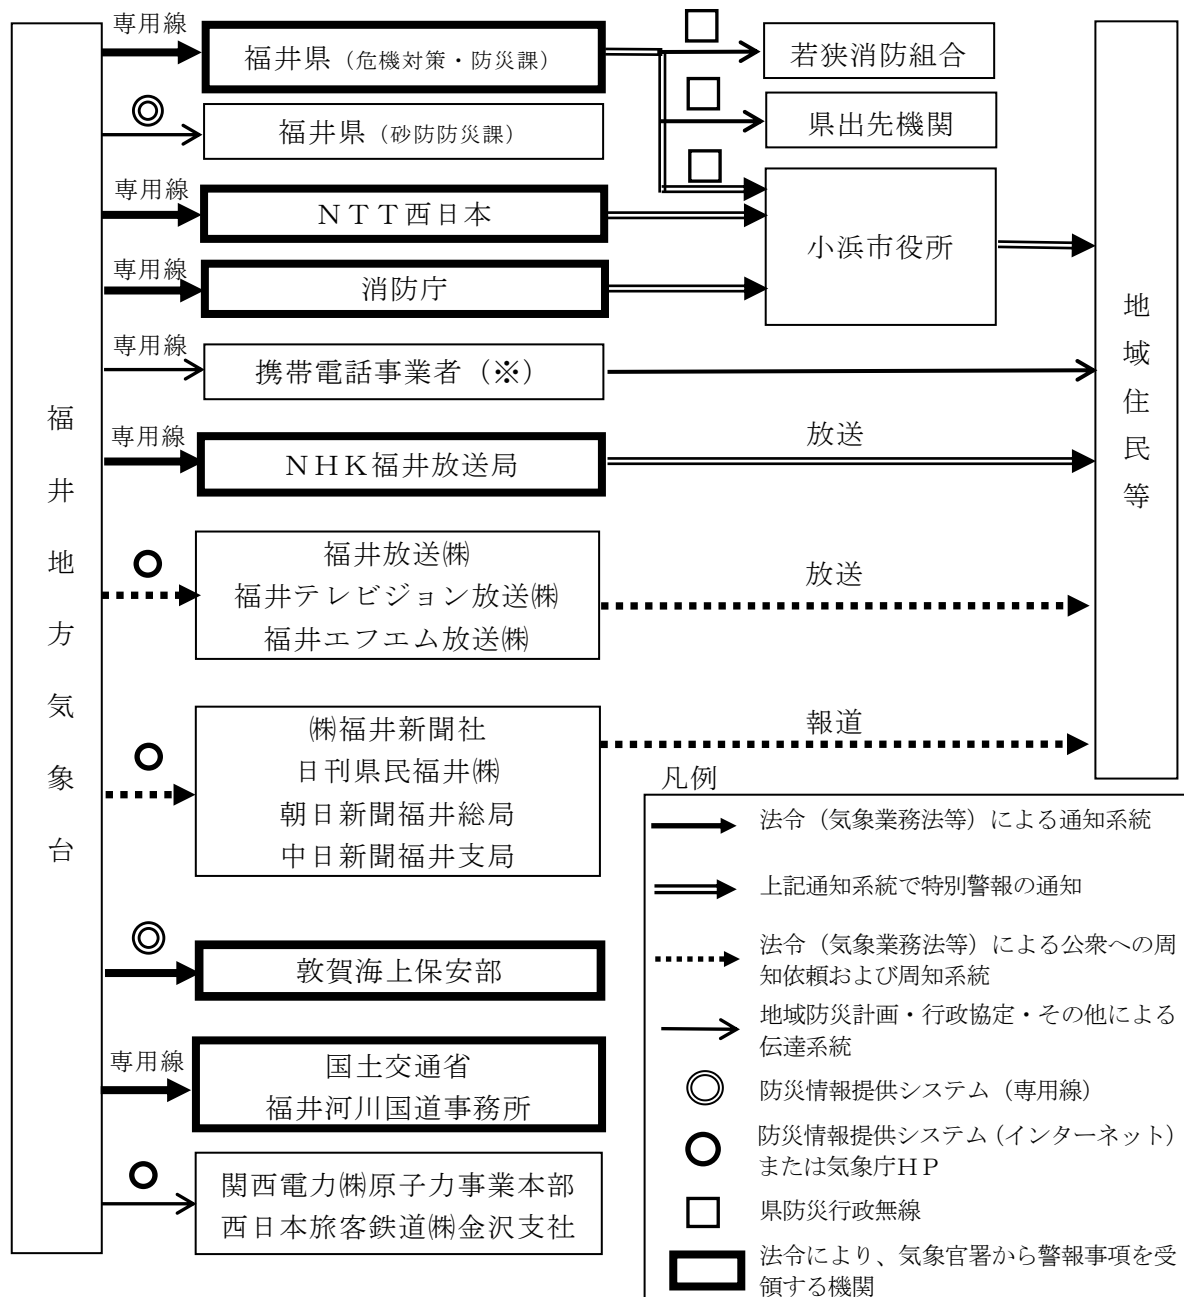 専用線
福井県（危機対策・防災課）
若狭消防組合
福井県（砂防防災課）
県出先機関
専用線
ＮＴＴ西日本
小浜市役所
専用線
消防庁
専用線
携帯電話事業者（※）
専用線
ＮＨＫ福井放送局
放送
福井地方気象台
地域住民等
福井放送㈱
福井テレビジョン放送㈱
福井エフエム放送㈱
放送
㈱福井新聞社
日刊県民福井㈱
朝日新聞福井総局
中日新聞福井支局
報道
敦賀海上保安部
専用線
国土交通省
福井河川国道事務所
関西電力㈱原子力事業本部
西日本旅客鉄道㈱金沢支社
凡例
法令（気象業務法等）による通知系統
上記通知系統で特別警報の通知
法令（気象業務法等）による公衆への周
知依頼および周知系統
地域防災計画・行政協定・その他による
伝達系統
防災情報提供システム（専用線）
防災情報提供システム（インターネット）
または気象庁ＨＰ
県防災行政無線
法令により、気象官署から警報事項を受
領する機関